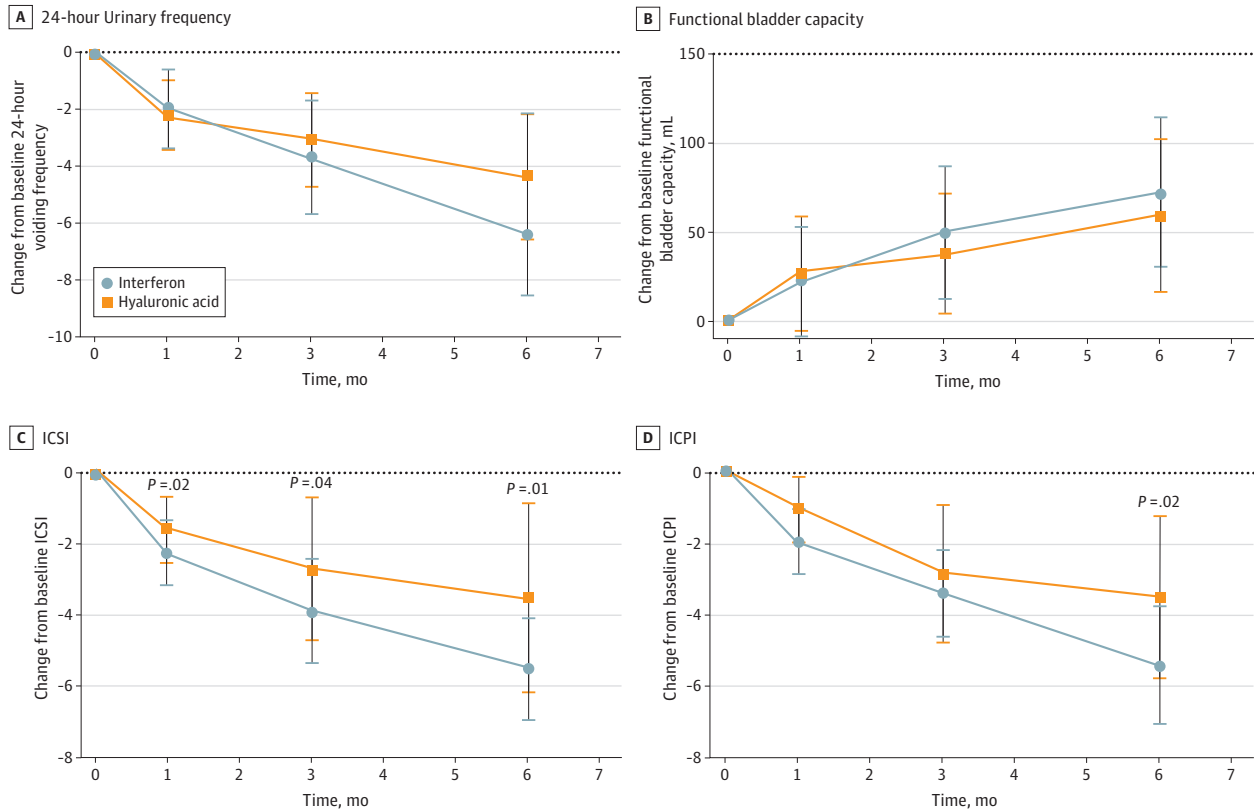 A 24-hour Urinary frequency
Change from baseline 24-hour
voiding frequency
0
-2
-4
-6
-8
-10
Interferon
Hyaluronic acid
0 1 2 3 4 5 6 7
Time, mo
B Functional bladder capacity
Change from baseline functional
bladder capacity, mL
150
100
50
0
0 1 2 3 4 5 6 7
Time, mo
C ICSI
Change from baseline ICSI
0
-2
-4
-6
-8
P =.02
P =.04
P =.01
0 1 2 3 4 5 6 7
Time, mo
D ICPI
Change from baseline ICPI
0
-2
-4
-6
-8
P =.02
0 1 2 3 4 5 6 7
Time, mo